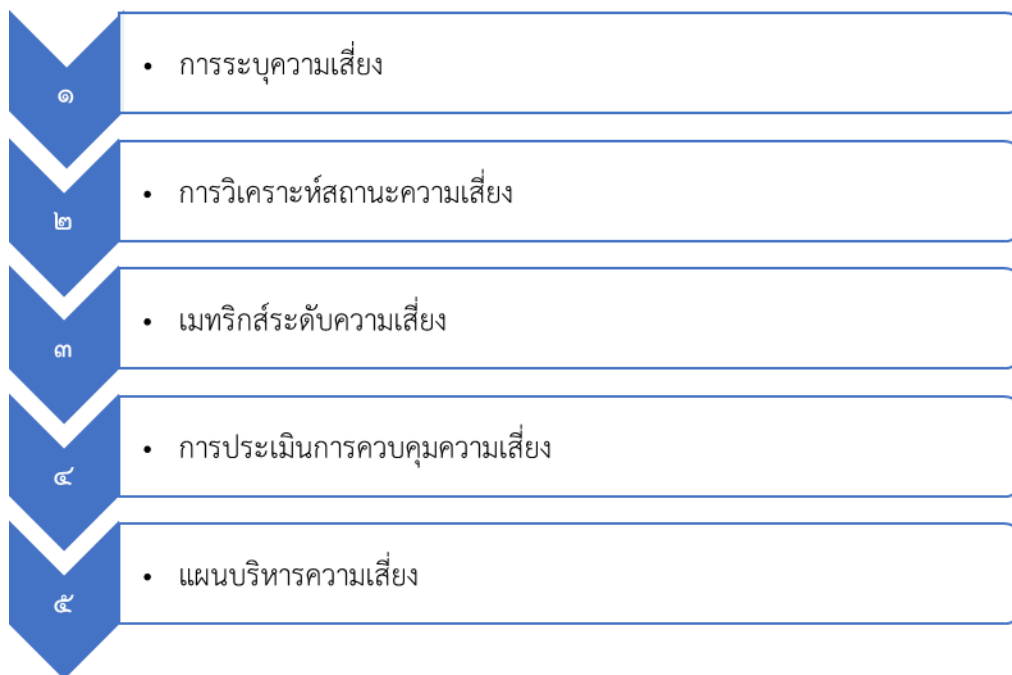 ๑
• การระบุความเสี่ยง
๒
• การวิเคราะห์สถานะความเสี่ยง
๓
• เมทริกส์ระดับความเสี่ยง
๔
• การประเมินการควบคุมความเสี่ยง
๕
• แผนบริหารความเสี่ยง